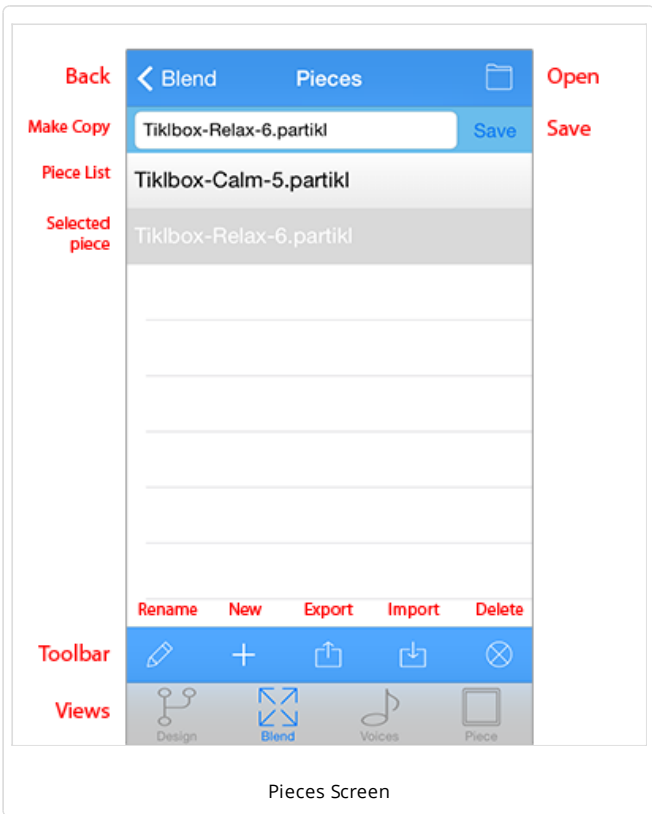 Back
Blend
Pieces
Open
Make Copy
Tiklbox-Relax-6.partikl
Save
Save
Piece List
Tiklbox-Calm-5.partikl
Selected
piece
Tiklbox-Relax-6.partikl
Rename New Export Import Delete
Toolbar
Views
Design Blend Voices Piece
Pieces Screen